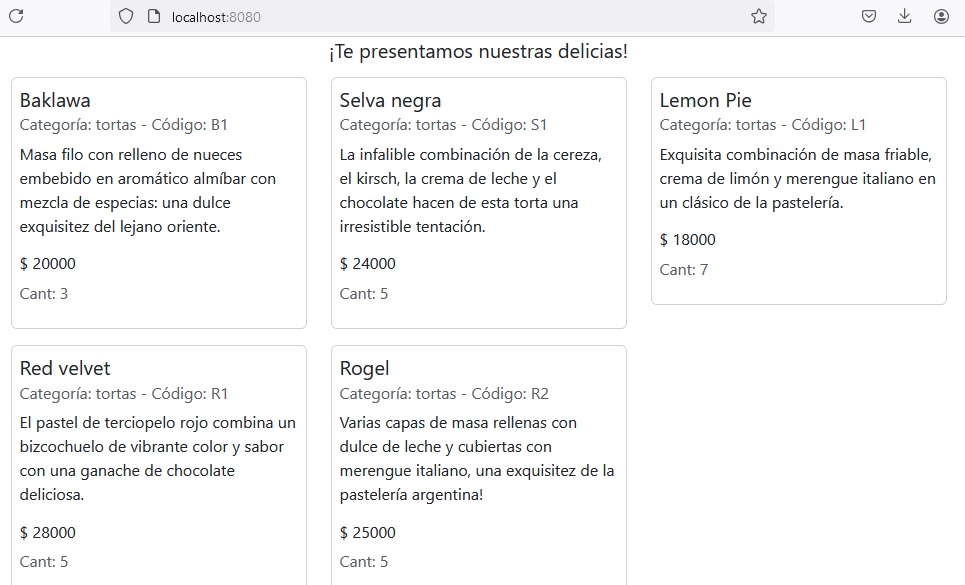 localhost:8080
¡Te presentamos nuestras delicias!
Baklawa
Categoría: tortas - Código: B1
Masa filo con relleno de nueces
embebido en aromático almíbar con
mezcla de especias: una dulce
exquisitez del lejano oriente.
$ 20000
Cant: 3
Selva negra
Categoría: tortas - Código: S1
La infalible combinación de la cereza,
el kirsch, la crema de leche y el
chocolate hacen de esta torta una
irresistible tentación.
$ 24000
Cant: 5
Lemon Pie
Categoría: tortas - Código: L1
Exquisita combinación de masa friable,
crema de limón y merengue italiano en
un clásico de la pastelería.
$ 18000
Cant: 7
Red velvet
Categoría: tortas - Código: R1
El pastel de terciopelo rojo combina un
bizcochuelo de vibrante color y sabor
con una ganache de chocolate
deliciosa.
$ 28000
Cant: 5
Rogel
Categoría: tortas - Código: R2
Varias capas de masa rellenas con
dulce de leche y cubiertas con
merengue italiano, una exquisitez de la
pastelería argentina!
$ 25000
Cant: 5